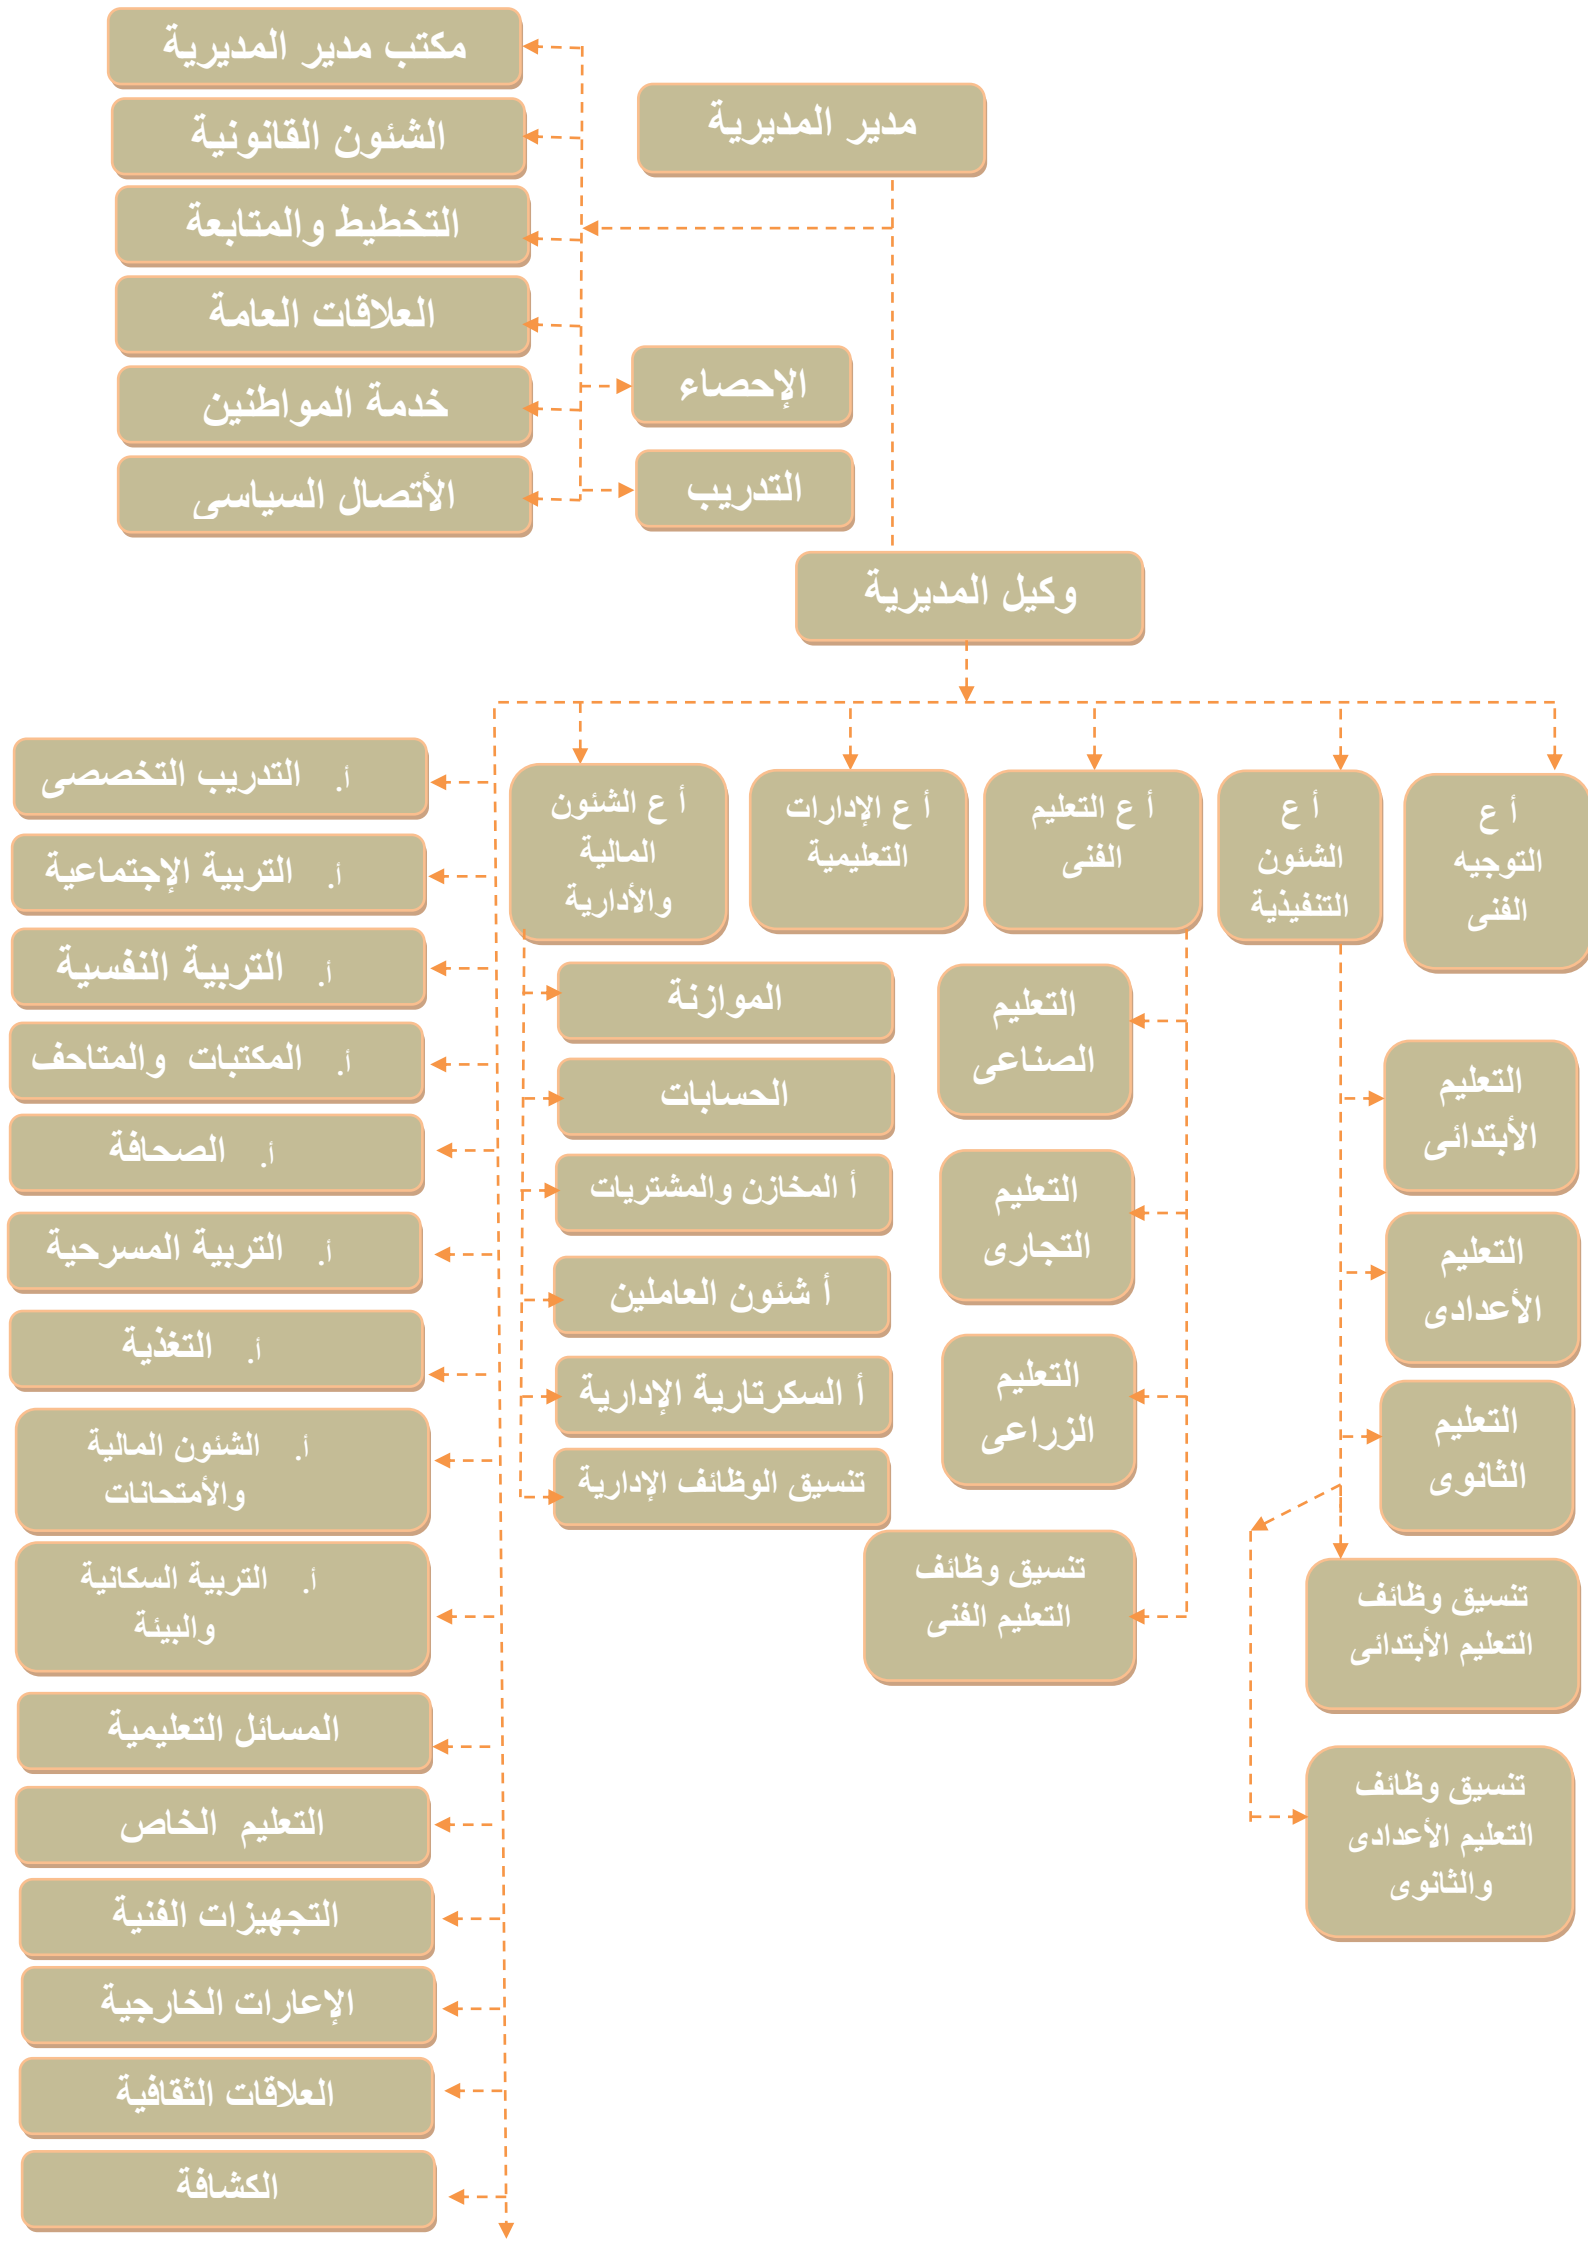 مكتب مدير المديرية
الشئون القانونية
التخطيط والمتابعة
العلاقات العامة
خدمة المواطنين
الأتصال السياسى
مدير المديرية
الإحصاء
التدريب
وكيل المديرية
أ ع
التوجيه
الفنى
أ ع
الشئون
التنفيذية
أ ع التعليم
الفنى
أ ع الإدارات
التعليمية
أ ع الشئون
المالية
والأدارية
التعليم
الأبتدائى
التعليم
الأعدادى
التعليم
الثانوى
تنسيق وظائف
التعليم الأبتدائى
تنسيق وظائف
التعليم الأعدادى
والثانوى
التعليم
الصناعى
التعليم
التجارى
التعليم
الزراعى
تنسيق وظائف
التعليم الفنى
الموازنة
الحسابات
أ المخازن والمشتريات
أ شئون العاملين
أ السكرتارية الإدارية
تنسيق الوظائف الإدارية
أ. التدريب التخصصى
أ. التربية الإجتماعية
أ. التربية النفسية
أ. المكتبات والمتاحف
أ. الصحافة
أ. التربية المسرحية
أ. التغذية
أ. الشئون المالية
والأمتحانات
أ. التربية السكانية
والبيئة
المسائل التعليمية
التعليم الخاص
التجهيزات الفنية
الإعارات الخارجية
العلاقات الثقافية
الكشافة